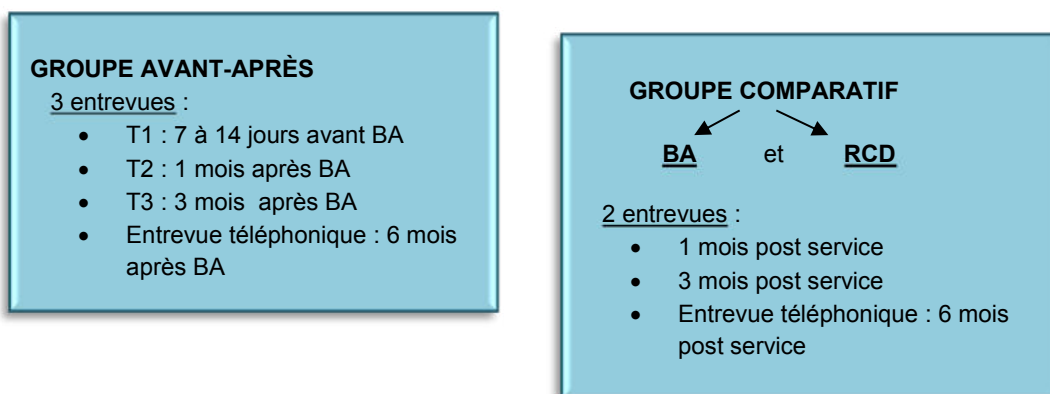 GROUPE AVANT-APRÈS
3 entrevues :
• T1 : 7 à 14 jours avant BA
• T2 : 1 mois après BA
• T3 : 3 mois après BA
• Entrevue téléphonique : 6 mois
après BA
GROUPE COMPARATIF
BA et RCD
2 entrevues :
• 1 mois post service
• 3 mois post service
• Entrevue téléphonique : 6 mois
post service